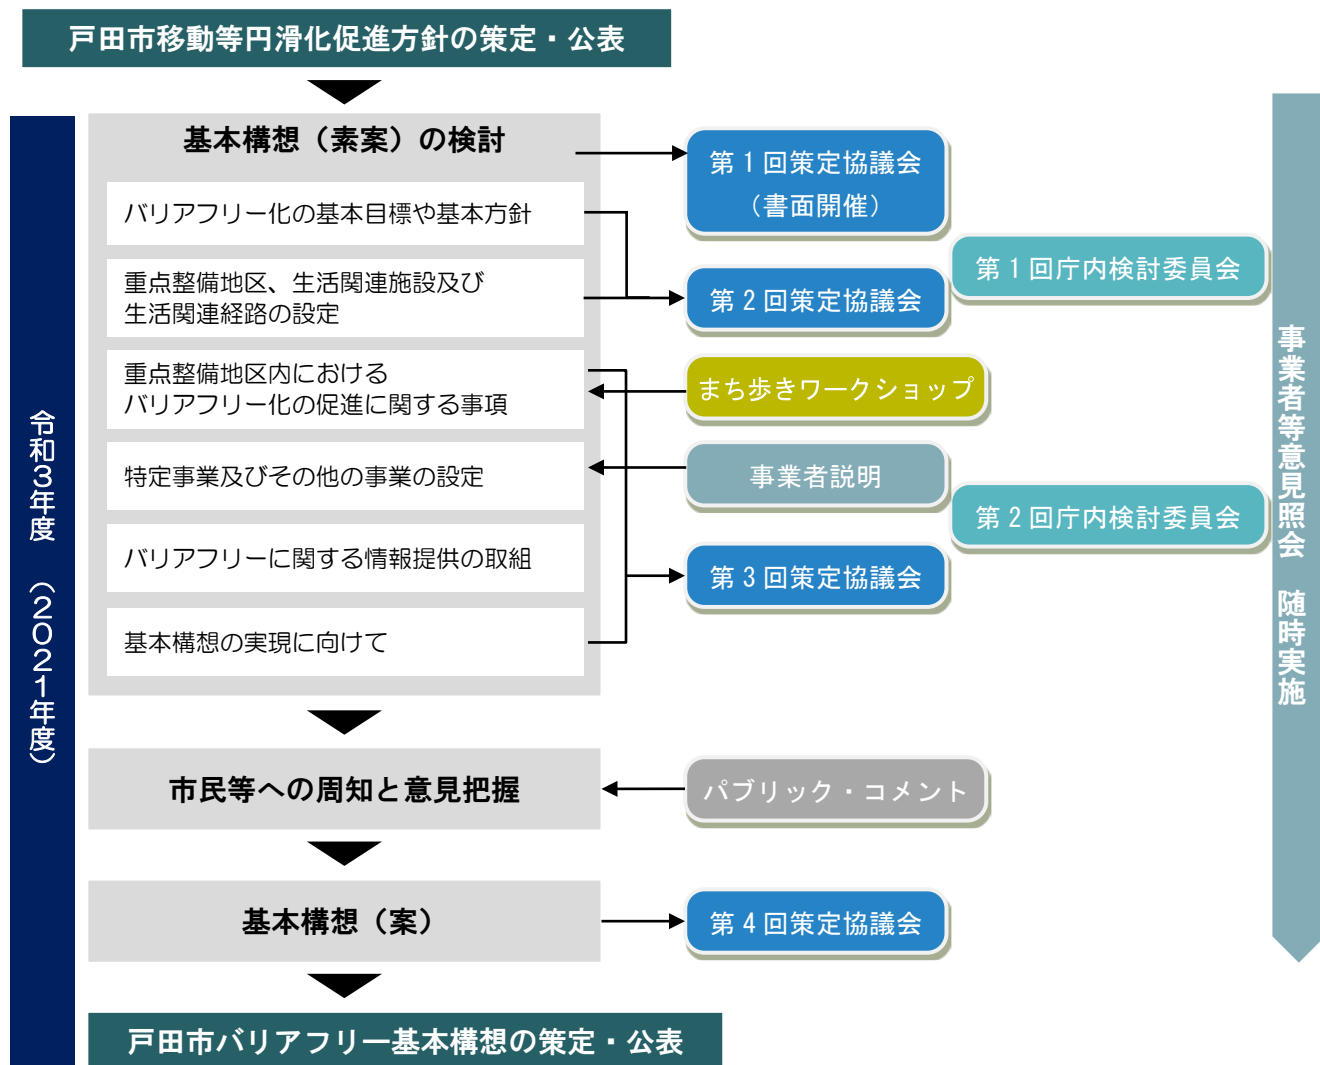 戸田市移動等円滑化促進方針の策定・公表
令和３年度　（２０２１年度）
基本構想（素案）の検討
バリアフリー化の基本目標や基本方針
重点整備地区、生活関連施設及び
生活関連経路の設定
重点整備地区内における
バリアフリー化の促進に関する事項
特定事業及びその他の事業の設定
バリアフリーに関する情報提供の取組
基本構想の実現に向けて
第１回策定協議会
（書面開催）
第１回庁内検討委員会
第２回策定協議会
まち歩きワークショップ
事業者説明
第２回庁内検討委員会
第３回策定協議会
事業者等意見照会　随時実施
市民等への周知と意見把握
パブリック・コメント
基本構想（案）
第４回策定協議会
戸田市バリアフリー基本構想の策定・公表